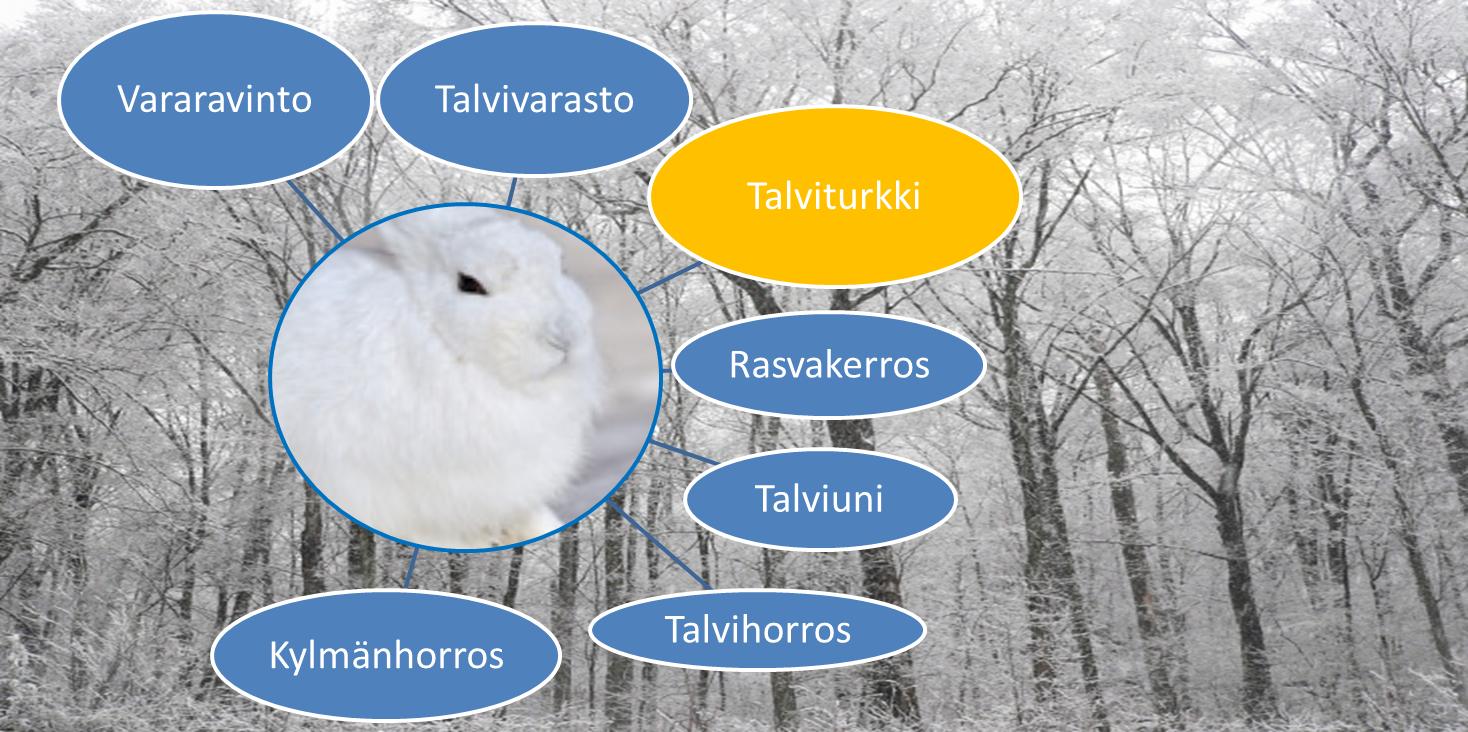 Vararavinto
Talvivarasto
Talviturkki
Rasvakerros
Talviuni
Talvihorros
Kylmänhorros